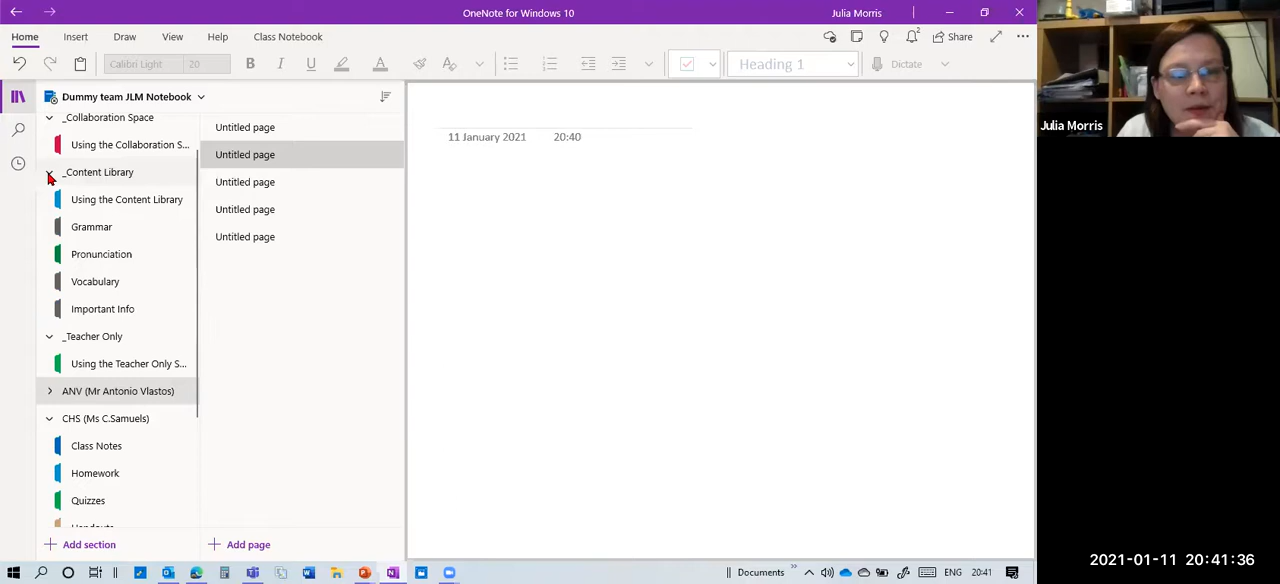 OneNote for Windows 10
Julia Morris
Home
Insert
Draw
View
Help
Class Notebook
Share
Calibri Light
20
B
I
U
A
A
Heading 1
Dictate
Dummy team JLM Notebook
_Collaboration Space
Using the Collaboration S...
_Content Library
Using the Content Library
Grammar
Pronunciation
Vocabulary
Important Info
_Teacher Only
Using the Teacher Only S...
ANV (Mr Antonio Vlastos)
CHS (Ms C.Samuels)
Class Notes
Homework
Quizzes
Handouts
Add section
Untitled page
Untitled page
Untitled page
Untitled page
Untitled page
Add page
11 January 2021 20:40
Julia Morris
2021-01-11 20:41:36
Documents
ENG
20:41